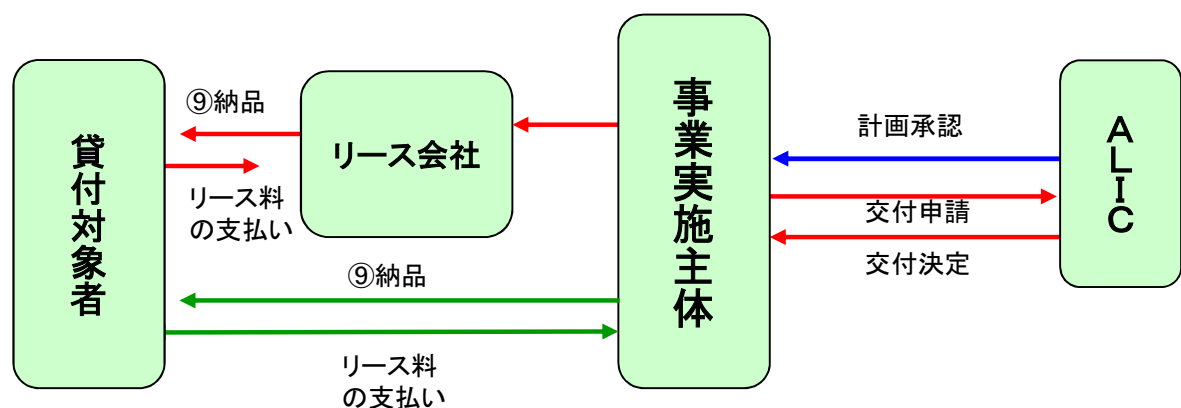 ⑨納品
リース会社
リース料
の支払い
貸付対象者
⑨納品
リース料
の支払い
事業実施主体
計画承認
交付申請
交付決定
ALIC